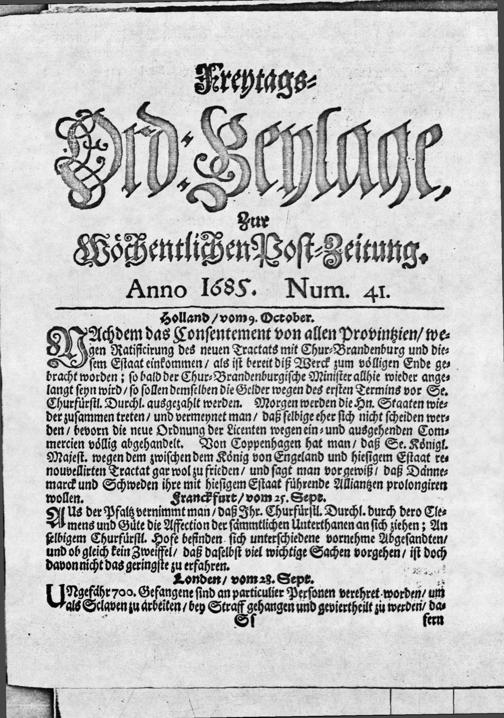 Freytags-
Ord: Beylage,
Zur
Wöchentlichen Post-Zeitung.
Anno 1685. Num. 41.
Holland / vom 9. October.
NAchdem das Consentement von allen Provintzien / we-
gen Ratificirung des neuen Tractats mit Chur-Brandenburg und die-
sem Estaat einkommen / als ist bereit diß Werck zum völligen Ende ge-
bracht worden ; so bald der Chur-Brandenburgische Minister allhie wieder ange-
langt seyn wird / so sollen demselben die Gelder wegen des ersten Termins vor Se.
Churfürstl. Durchl. ausgezahlt werden. Morgen werden die Hn. Staaten wie-
der zusammen treten / und vermeynet man / daß selbige eher sich nicht scheiden wer-
den / bevorn die neue Ordnung der Licenten wegen ein- und ausgehenden Com-
mercien völlig abgehandelt. Von Coppenhagen hat man / daß Se. Königl.
Majest. wegen dem zwischen dem König von Engeland und hiesigem Estaat re-
nouvellirten Tractat gar wol zu frieden / und sagt man vor gewiß / daß Dänne-
marck und Schweden ihre mit hiesigem Estaat führende Alliantzen prolongiren
wollen. Franckfurt / vom 25. Sept.
AUs der Pfaltz vernimmt man / daß Ihr. Churfürstl. Durchl. durch dero Cle-
mens und Güte die Affection der sämmtlichen Unterthanen an sich ziehen ; An
selbigem Churfürstl. Hofe befinden sich unterschiedene vornehme Abgesandten /
und ob gleich kein Zweiffel / daß daselbst viel wichtige Sachen vorgehen / ist doch
davon nicht das geringste zu erfahren.
Londen / vom 28. Sept.
UNgefähr 700. Gefangene sind an particulier Personen verehret worden / um
als Sclaven zu arbeiten / bey Straff gehangen und geviertheilt zu werden / da-
Ss sern